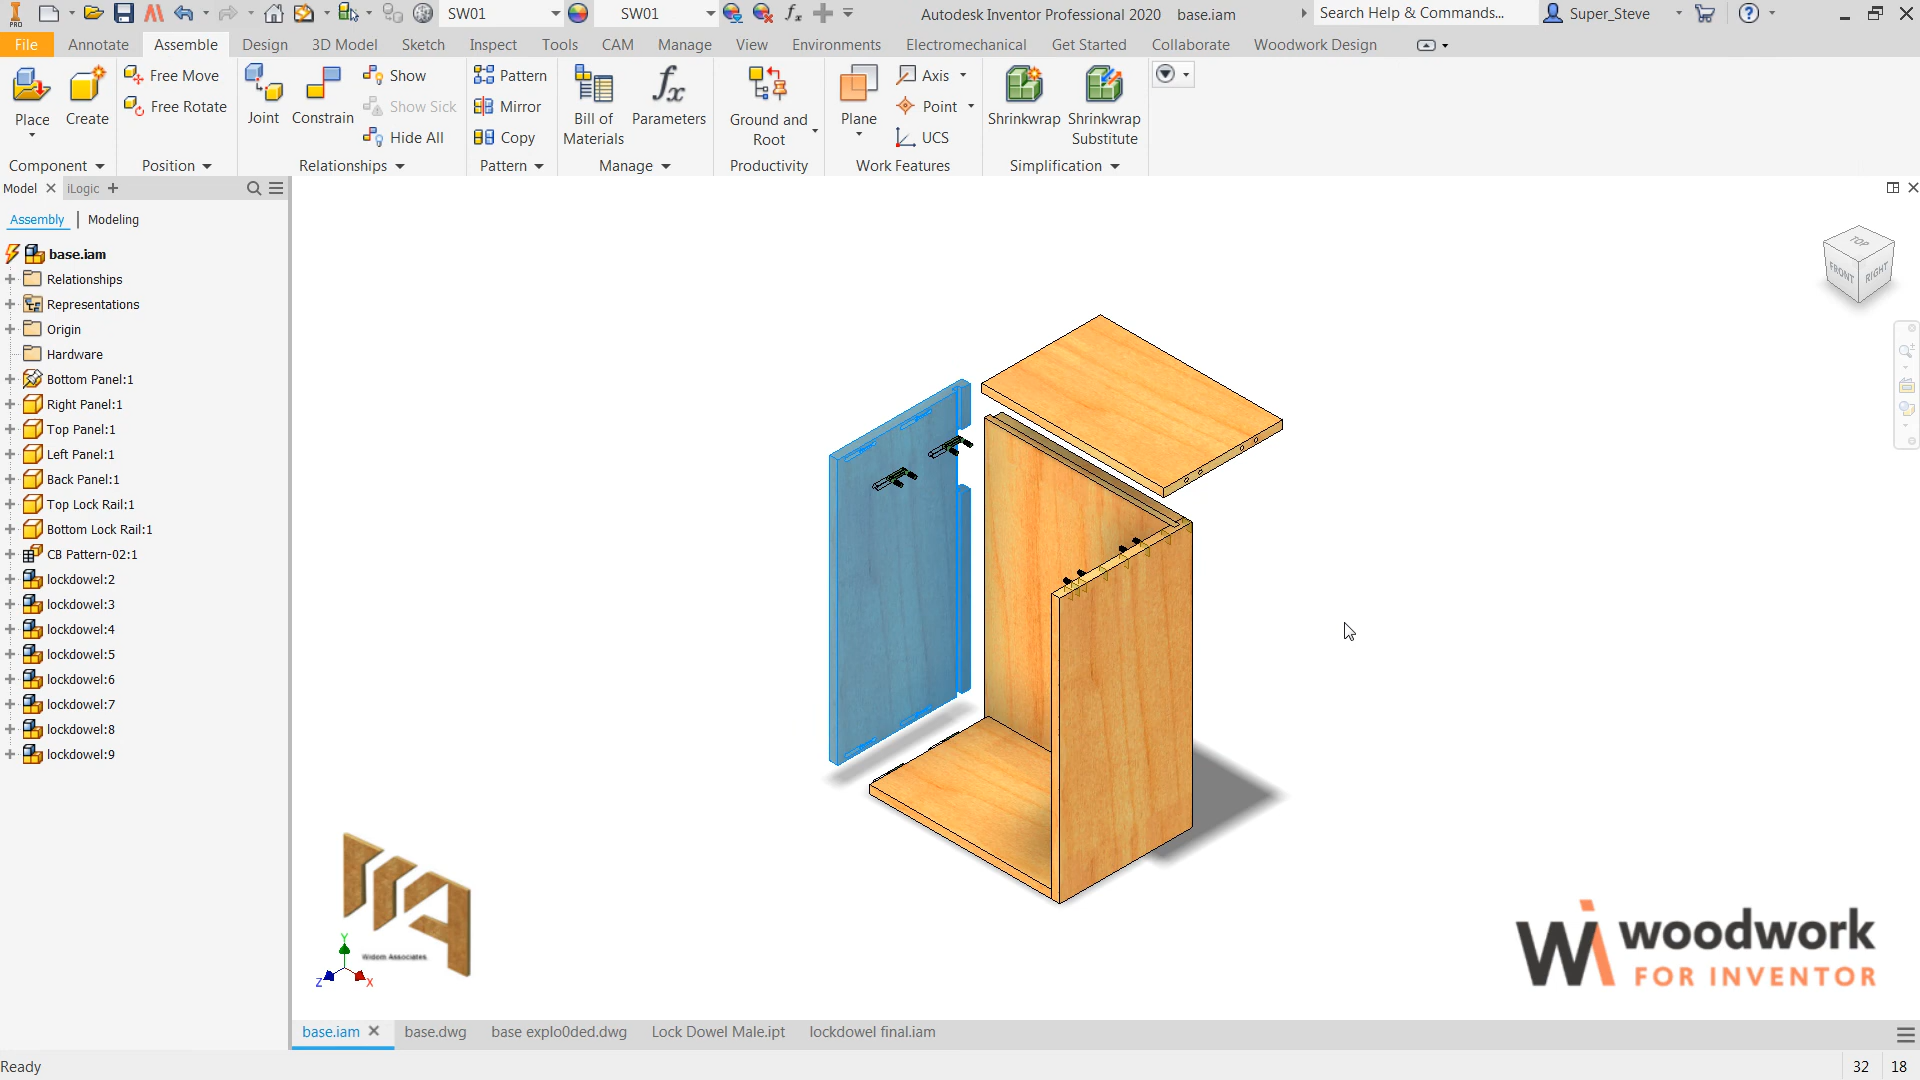 PRO
SW01
SW01
Autodesk Inventor Professional 2020 base.iam
Search Help & Commands...
Super_Steve
File Annotate Assemble Design 3D Model Sketch Inspect Tools CAM Manage View Environments Electromechanical Get Started Collaborate Woodwork Design
Place
Create
Free Move
Free Rotate
Joint
Constrain
Show
Show Sick
Hide All
Pattern
Mirror
Copy
Bill of
Materials
Parameters
Ground and
Root
Plane
Axis
Point
UCS
Shrinkwrap
Shrinkwrap
Substitute
Component Position Relationships Pattern Manage Productivity Work Features Simplification
Model iLogic
Assembly Modeling
base.iam
Relationships
Representations
Origin
Hardware
Bottom Panel:1
Right Panel:1
Top Panel:1
Left Panel:1
Back Panel:1
Top Lock Rail:1
Bottom Lock Rail:1
CB Pattern-02:1
lockdowel:2
lockdowel:3
lockdowel:4
lockdowel:5
lockdowel:6
lockdowel:7
lockdowel:8
lockdowel:9
TOP
FRONT RIGHT
Widom Associates
Y
Z X
woodwork
FOR INVENTOR
base.iam base.dwg base explo0ded.dwg Lock Dowel Male.ipt lockdowel final.iam
Ready
32 18